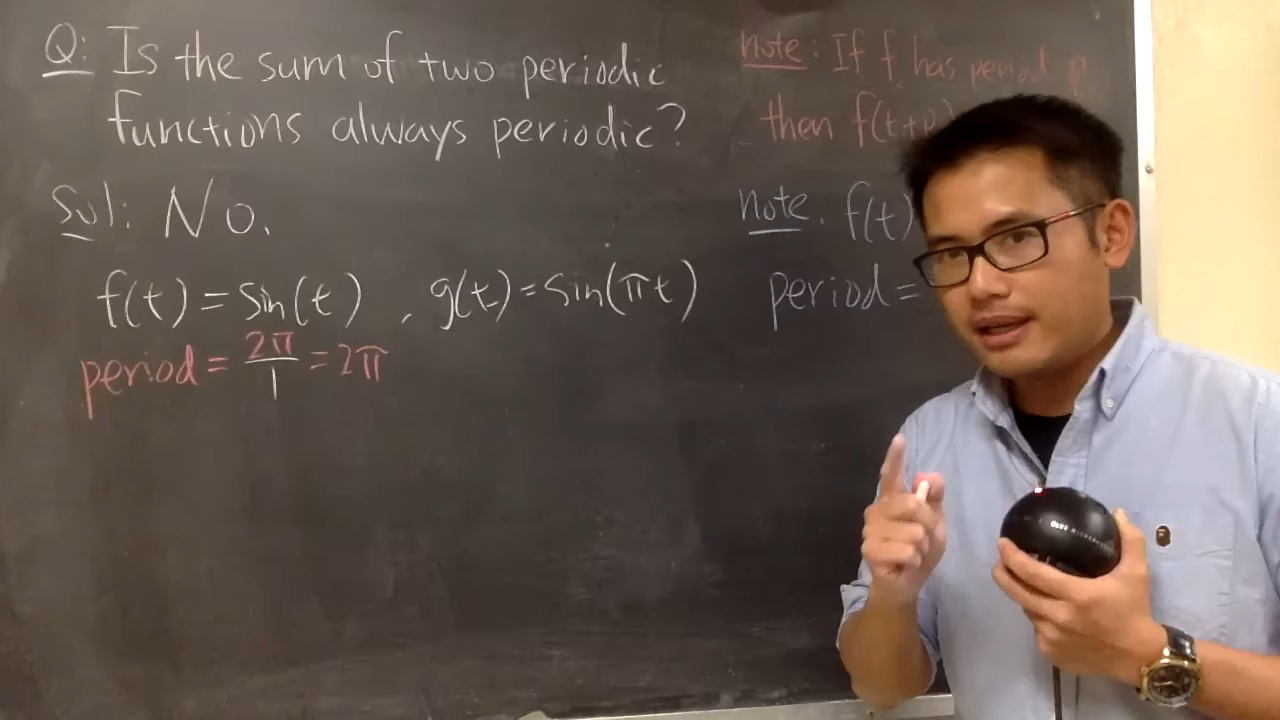 Q: Is the sum of two periodic
functions always periodic?
Sol: No.
f(t) = sin(t) , g(t) = sin(πt)
period = 2π/1 = 2π
note: If f has period p,
then f(t+p)
note. f(t)
period =